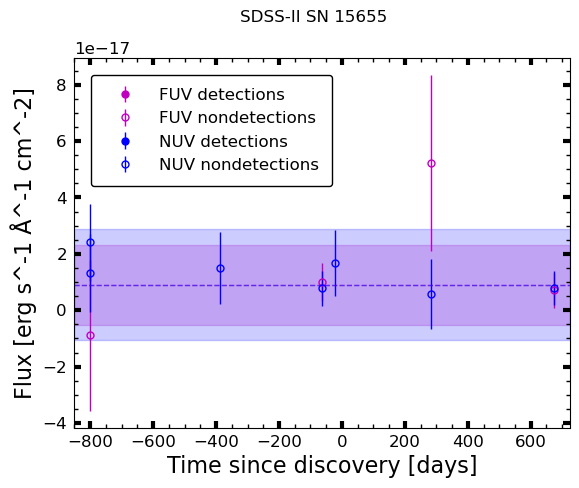 SDSS-II SN 15655
1e−17
FUV detections
FUV nondetections
NUV detections
NUV nondetections
8
6
4
2
0
−2
−4
Flux [erg s^-1 Å^-1 cm^-2]
−800 −600 −400 −200 0 200 400 600
Time since discovery [days]